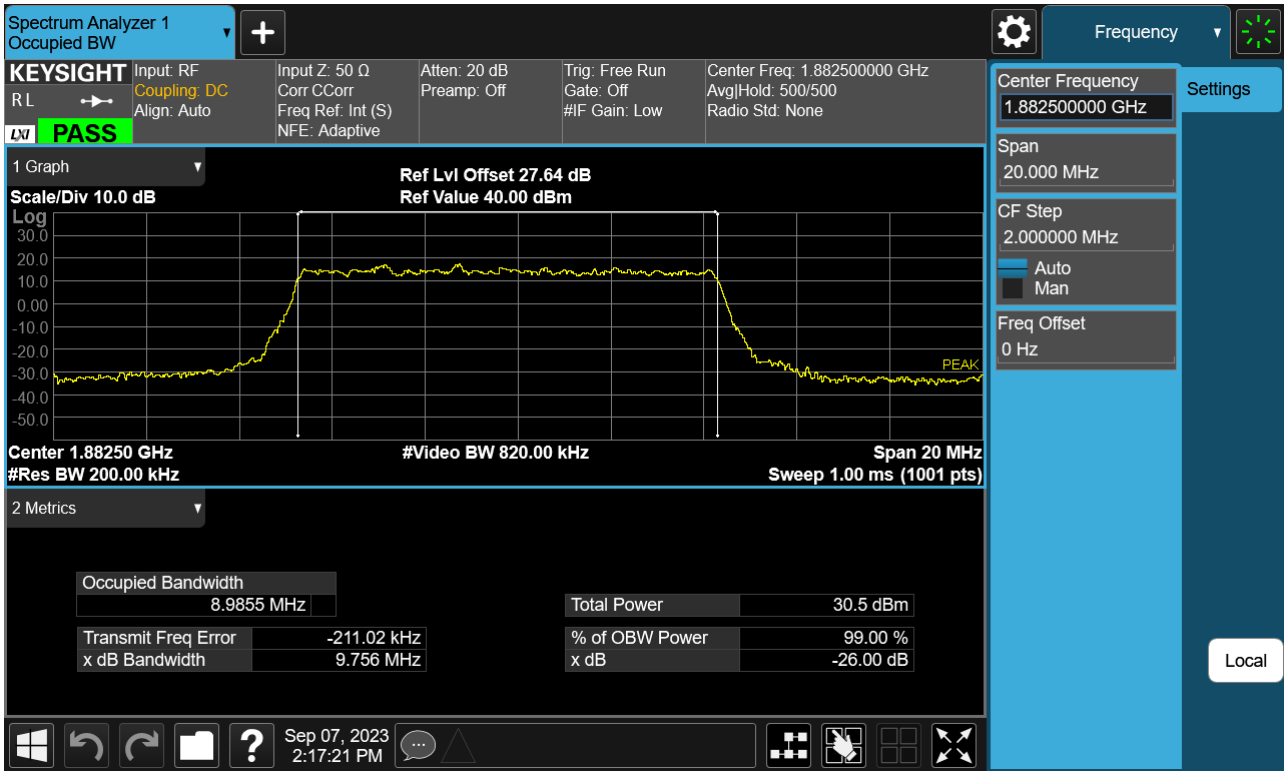 Spectrum Analyzer 1
Occupied BW
Frequency
KEYSIGHT
R L
LXI PASS
Input: RF
Coupling: DC
Align: Auto
Input Z: 50 Ω
Corr CCorr
Freq Ref: Int (S)
NFE: Adaptive
Atten: 20 dB
Preamp: Off
Trig: Free Run
Gate: Off
#IF Gain: Low
Center Freq: 1.882500000 GHz
Avg|Hold: 500/500
Radio Std: None
Center Frequency
1.882500000 GHz
Settings
Span
20.000 MHz
CF Step
2.000000 MHz
Auto
Man
Freq Offset
0 Hz
1 Graph
Ref Lvl Offset 27.64 dB
Scale/Div 10.0 dB
Ref Value 40.00 dBm
Log
30.0
20.0
10.0
0.00
-10.0
-20.0
-30.0
-40.0
-50.0
PEAK
Center 1.88250 GHz
#Video BW 820.00 kHz
Span 20 MHz
#Res BW 200.00 kHz
Sweep 1.00 ms (1001 pts)
2 Metrics
Occupied Bandwidth
8.9855 MHz
Total Power 30.5 dBm
Transmit Freq Error -211.02 kHz
% of OBW Power 99.00 %
x dB Bandwidth 9.756 MHz
x dB -26.00 dB
Local
?
Sep 07, 2023
2:17:21 PM